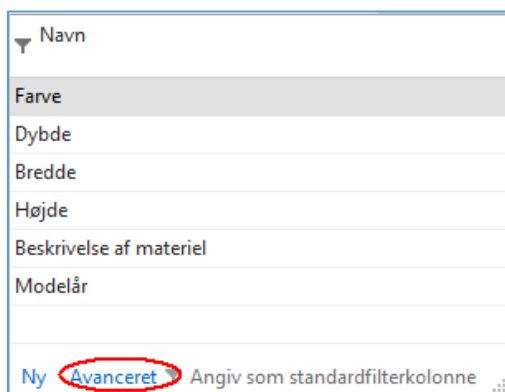 Navn
Farve
Dybde
Bredde
Højde
Beskrivelse af materiel
Modelår
Ny Avanceret Angiv som standardfilterkolonne